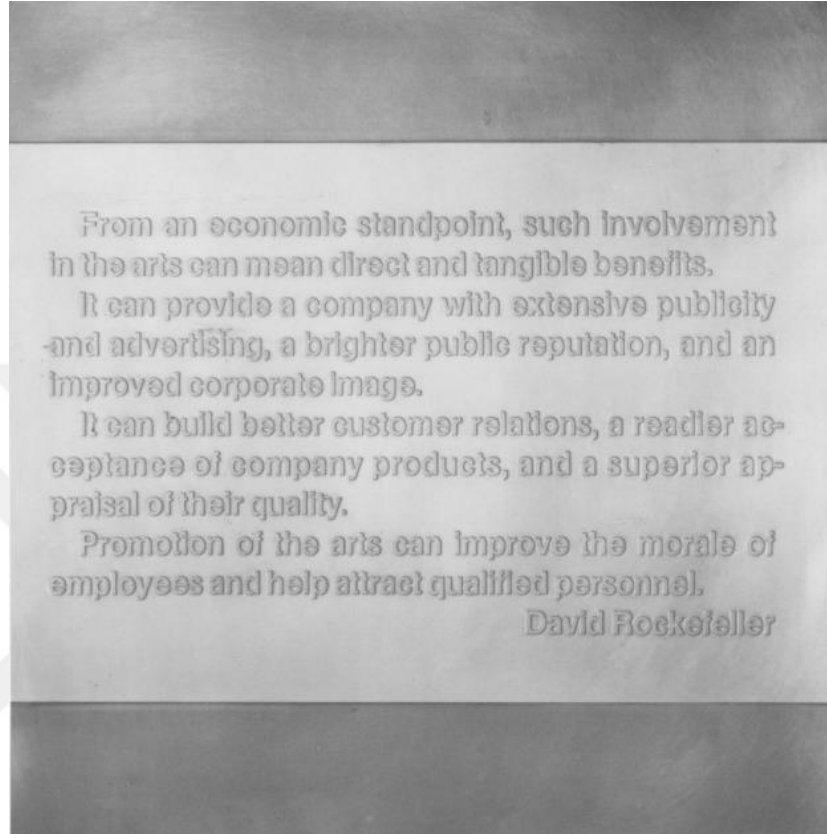 From an economic standpoint, such involvement
in the arts can mean direct and tangible benefits.
It can provide a company with extensive publicity
and advertising, a brighter public reputation, and an
improved corporate image.
It can build better customer relations, a readier ac-
ceptance of company products, and a superior ap-
praisal of their quality.
Promotion of the arts can improve the morale of
employees and help attract qualified personnel.
David Rockefeller